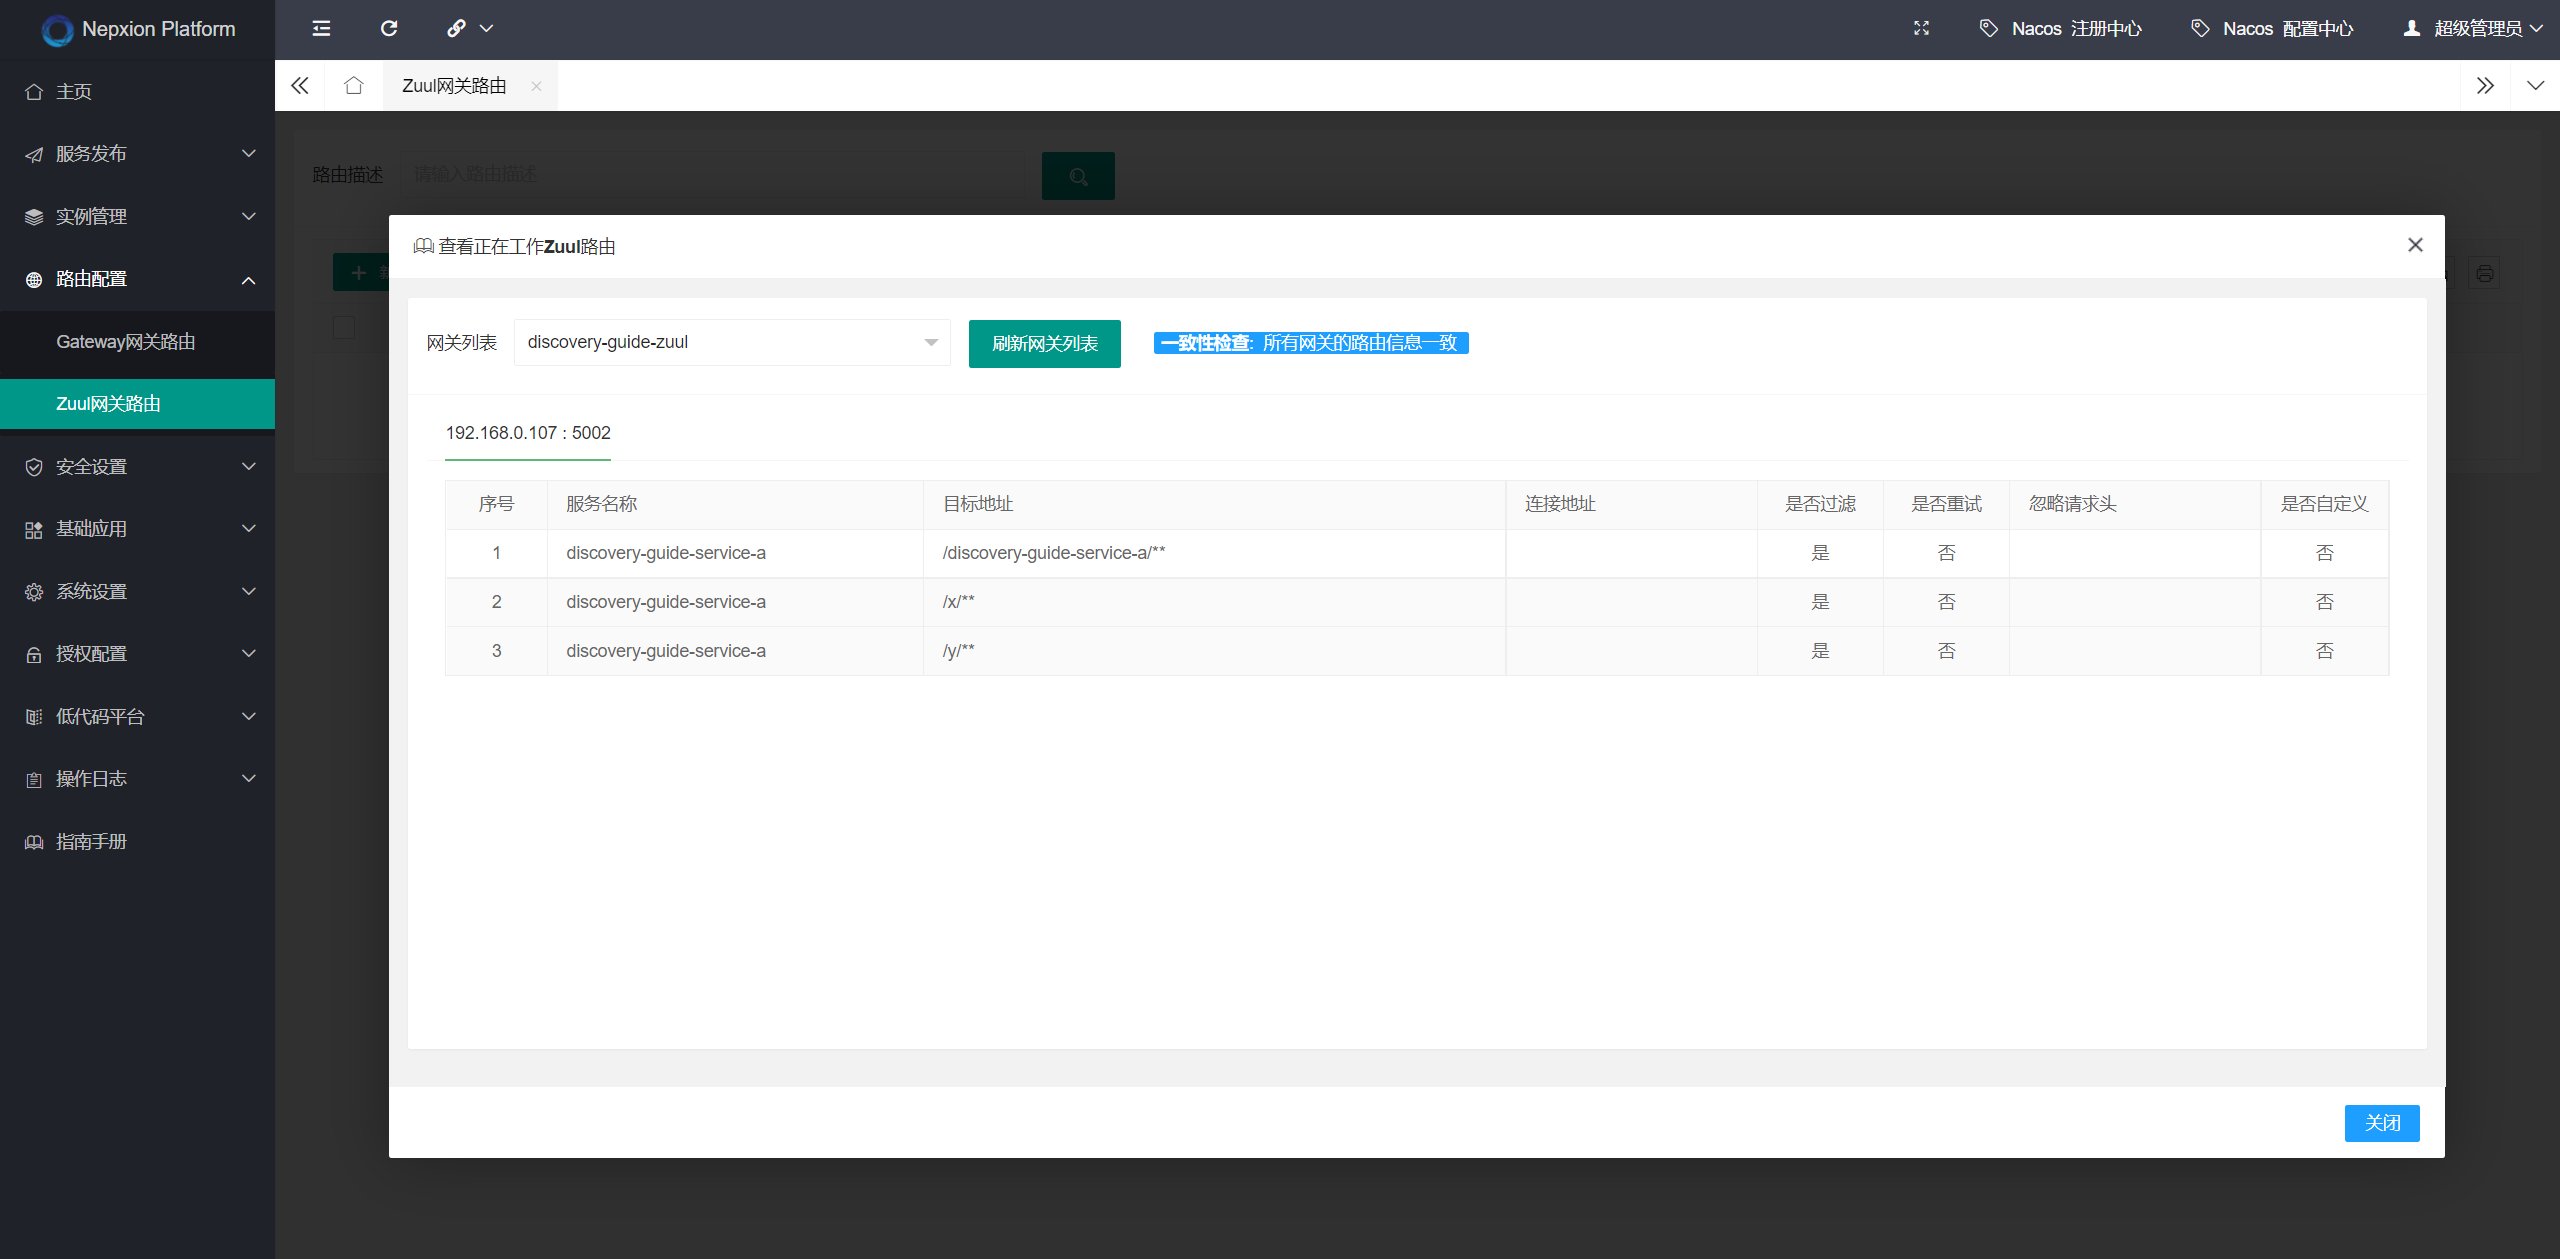 Nepxion Platform
Nacos 注册中心
Nacos 配置中心
超级管理员
主页
服务发布
实例管理
路由配置
Gateway网关路由
Zuul网关路由
安全设置
基础应用
系统设置
授权配置
低代码平台
操作日志
指南手册
Zuul网关路由
路由描述 请输入路由描述
查看正在工作Zuul路由
网关列表 discovery-guide-zuul 刷新网关列表 一致性检查: 所有网关的路由信息一致
192.168.0.107 : 5002
序号 服务名称 目标地址 连接地址 是否过滤 是否重试 忽略请求头 是否自定义
1 discovery-guide-service-a /discovery-guide-service-a/** 是 否 否
2 discovery-guide-service-a /x/** 是 否 否
3 discovery-guide-service-a /y/** 是 否 否
关闭